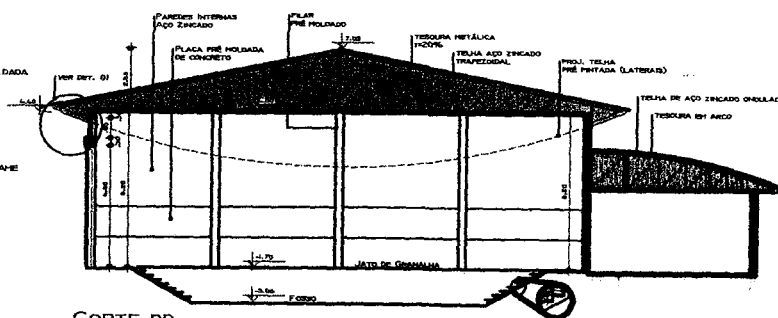 PAREDES INTERNAS
AÇO ZINCADO
PILAR
PRÉ MOLDADO
7.05
TESOURA METÁLICA
i=20%
TELHA AÇO ZINCADO
TRAPEZOIDAL
PLACA PRÉ MOLDADA
DE CONCRETO
PROJ. TELHA
PRÉ PINTADA (LATERAIS)
VER DET. 01
TELHA DE AÇO ZINCADO ONDULAD
TESOURA EM ARCO
-1.70
JATO DE GRANALHA
FOSSO
CORTE